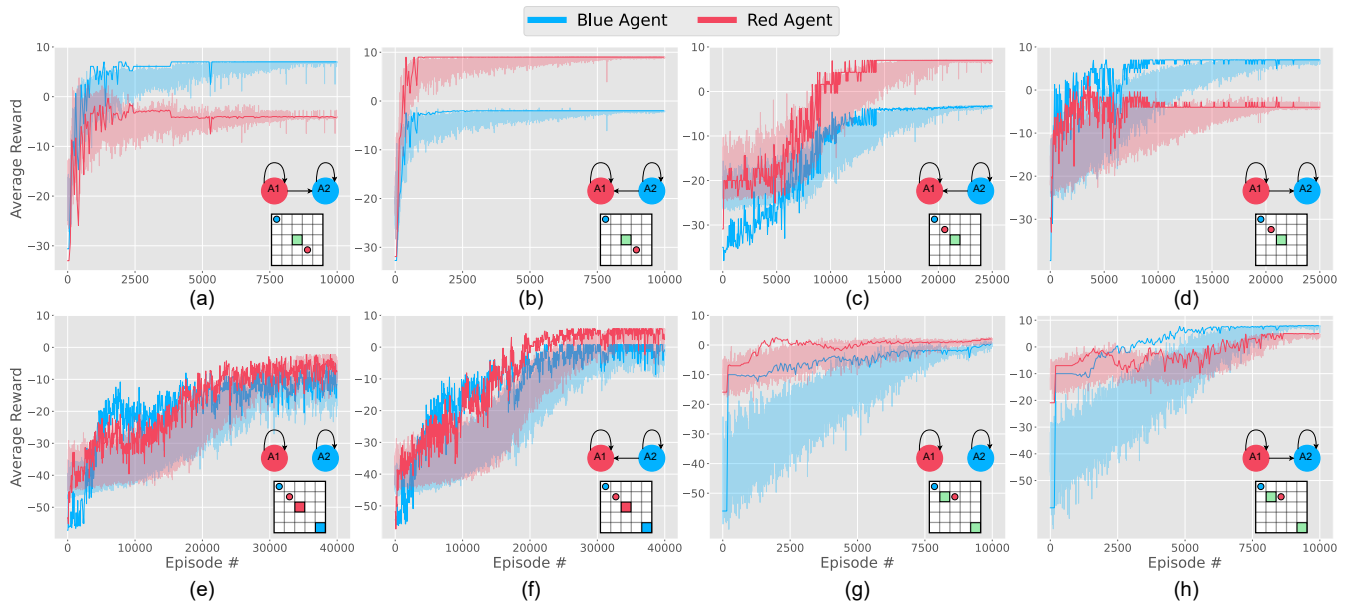 Blue Agent Red Agent
10 0 −10 −20 −30
Average Reward
A1 A2
0 2500 5000 7500 10000
(a)
10 0 −10 −20 −30
A1 A2
0 2500 5000 7500 10000
(b)
10 0 −10 −20 −30
A1 A2
0 5000 10000 15000 20000 25000
(c)
10 0 −10 −20 −30
A1 A2
0 5000 10000 15000 20000 25000
(d)
10 0 −10 −20 −30 −40 −50
Average Reward
A1 A2
0 10000 20000 30000 40000
Episode #
(e)
10 0 −10 −20 −30 −40 −50
A1 A2
0 10000 20000 30000 40000
Episode #
(f)
10 0 −10 −20 −30 −40 −50 −60
A1 A2
0 2500 5000 7500 10000
Episode #
(g)
10 0 −10 −20 −30 −40 −50
A1 A2
0 2500 5000 7500 10000
Episode #
(h)